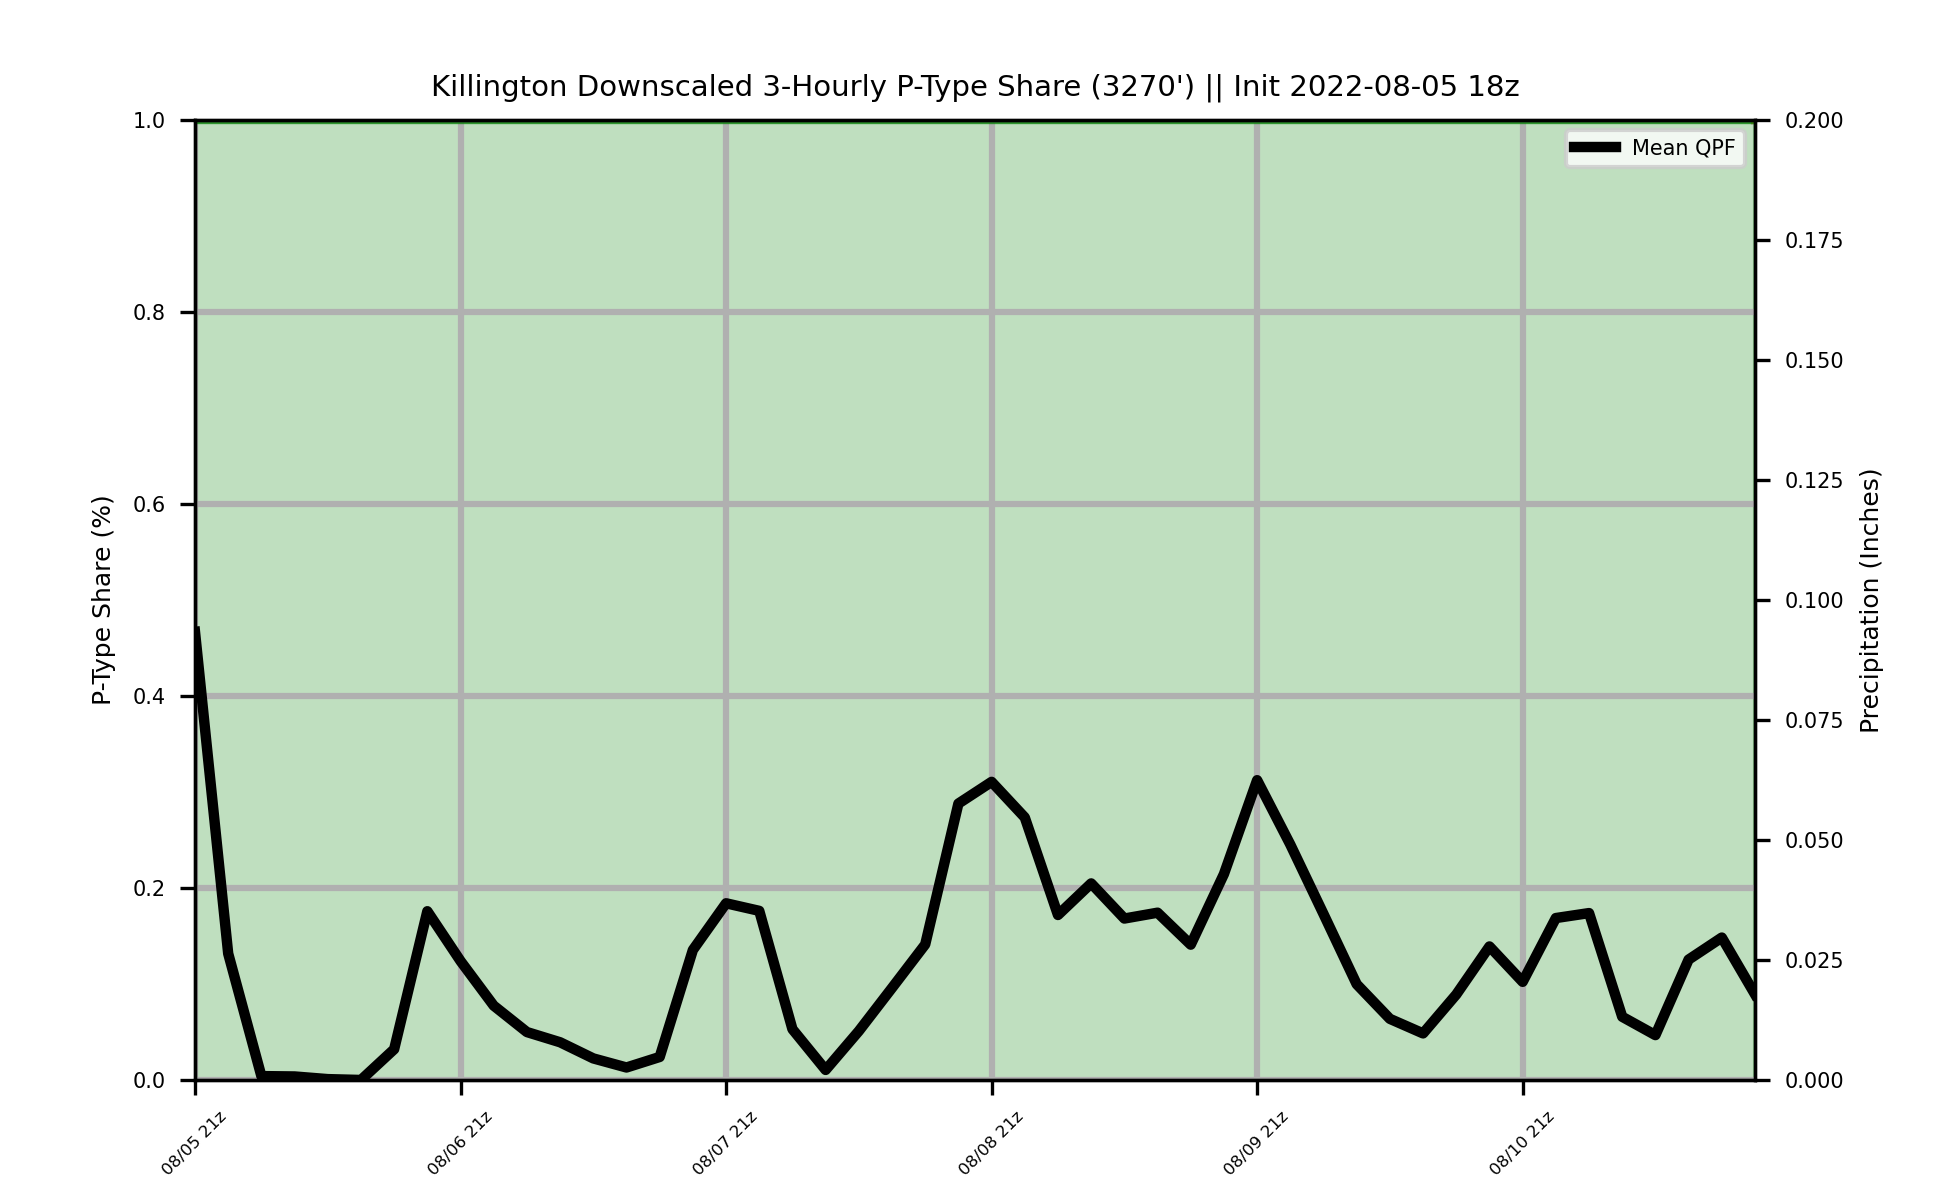 Killington Downscaled 3-Hourly P-Type Share (3270') || Init 2022-08-05 18z
Mean QPF
P-Type Share (%)
1.0
0.8
0.6
0.4
0.2
0.0
0.200
0.175
0.150
0.125
0.100
0.075
0.050
0.025
0.000
Precipitation (Inches)
08/05 21z
08/06 21z
08/07 21z
08/08 21z
08/09 21z
08/10 21z